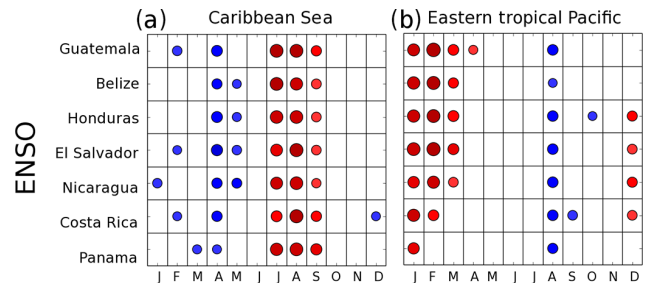 (a) Caribbean Sea
(b) Eastern tropical Pacific
ENSO
Guatemala
Belize
Honduras
El Salvador
Nicaragua
Costa Rica
Panama
J F M A M J J A S O N D
J F M A M J J A S O N D